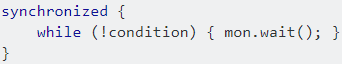 synchronized {
    while (!condition) { mon.wait(); }
}